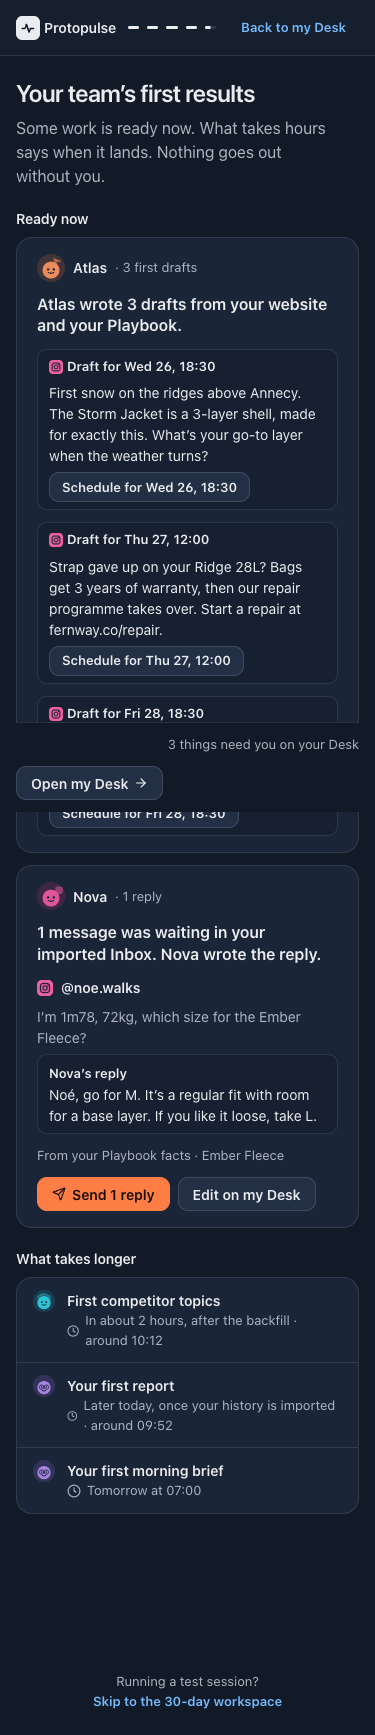 Protopulse
Back to my Desk
Your team's first results
Some work is ready now. What takes hours
says when it lands. Nothing goes out
without you.
Ready now
Atlas · 3 first drafts
Atlas wrote 3 drafts from your website
and your Playbook.
Draft for Wed 26, 18:30
First snow on the ridges above Annecy.
The Storm Jacket is a 3-layer shell, made
for exactly this. What's your go-to layer
when the weather turns?
Schedule for Wed 26, 18:30
Draft for Thu 27, 12:00
Strap gave up on your Ridge 28L? Bags
get 3 years of warranty, then our repair
programme takes over. Start a repair at
fernway.co/repair.
Schedule for Thu 27, 12:00
Draft for Fri 28, 18:30
3 things need you on your Desk
Open my Desk →
Schedule for Fri 28, 18:30
Nova · 1 reply
1 message was waiting in your
imported Inbox. Nova wrote the reply.
@noe.walks
I'm 1m78, 72kg, which size for the Ember
Fleece?
Nova's reply
Noé, go for M. It's a regular fit with room
for a base layer. If you like it loose, take L.
From your Playbook facts · Ember Fleece
Send 1 reply
Edit on my Desk
What takes longer
First competitor topics
In about 2 hours, after the backfill ·
around 10:12
Your first report
Later today, once your history is imported
· around 09:52
Your first morning brief
Tomorrow at 07:00
Running a test session?
Skip to the 30-day workspace